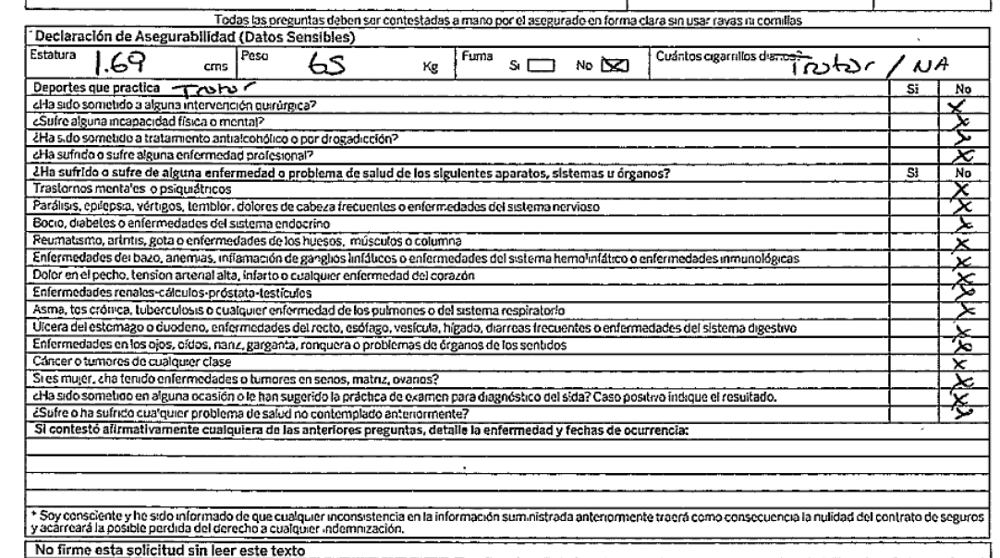 Todas las preguntas deben ser contestadas a mano por el asegurado en forma clara sin usar rayas ni comillas
Declaración de Asegurabilidad (Datos Sensibles)
Estatura 1.69 cms Peso 65 Kg Fuma Si No X Cuántos cigarrillos diarios? Trotar / NA
Deportes que practica Trotar Si No
¿Ha sido sometido a alguna intervención quirúrgica? X
¿Sufre alguna incapacidad física o mental? X
¿Ha sido sometido a tratamiento antialcohólico o por drogadicción? X
¿Ha sufrido o sufre alguna enfermedad profesional? X
¿Ha sufrido o sufre de alguna enfermedad o problema de salud de los siguientes aparatos, sistemas u órganos? Si No
Trastornos mentales o psiquiátricos X
Parálisis, epilepsia, vértigos, temblor, dolores de cabeza frecuentes o enfermedades del sistema nervioso X
Bocio, diabetes o enfermedades del sistema endocrino X
Reumatismo, artritis, gota o enfermedades de los huesos, músculos o columna X
Enfermedades del bazo, anemias, inflamación de ganglios linfáticos o enfermedades del sistema hemolinfático o enfermedades inmunológicas X
Dolor en el pecho, tension arterial alta, infarto o cualquier enfermedad del corazón X
Enfermedades renales-cálculos-próstata-testículos X
Asma, tos crónica, tuberculosis o cualquier enfermedad de los pulmones o del sistema respiratorio X
Ulcera del estomago o duodeno, enfermedades del recto, esófago, vesícula, hígado, diarreas frecuentes o enfermedades del sistema digestivo X
Enfermedades en los ojos, oídos, nariz, garganta, ronquera o problemas de órganos de los sentidos X
Cáncer o tumores de cualquier clase X
Si es mujer, ¿ha tenido enfermedades o tumores en senos, matriz, ovarios? X
¿Ha sido sometido en alguna ocasión o le han sugerido la práctica de examen para diagnóstico del sida? Caso positivo indique el resultado. X
¿Sufre o ha sufrido cualquier problema de salud no contemplado anteriormente? X
Si contestó afirmativamente cualquiera de las anteriores preguntas, detalle la enfermedad y fechas de ocurrencia:
* Soy consciente y he sido informado de que cualquier inconsistencia en la información suministrada anteriormente traerá como consecuencia la nulidad del contrato de seguros
y acarreará la posible perdida del derecho a cualquier indemnización.
No firme esta solicitud sin leer este texto